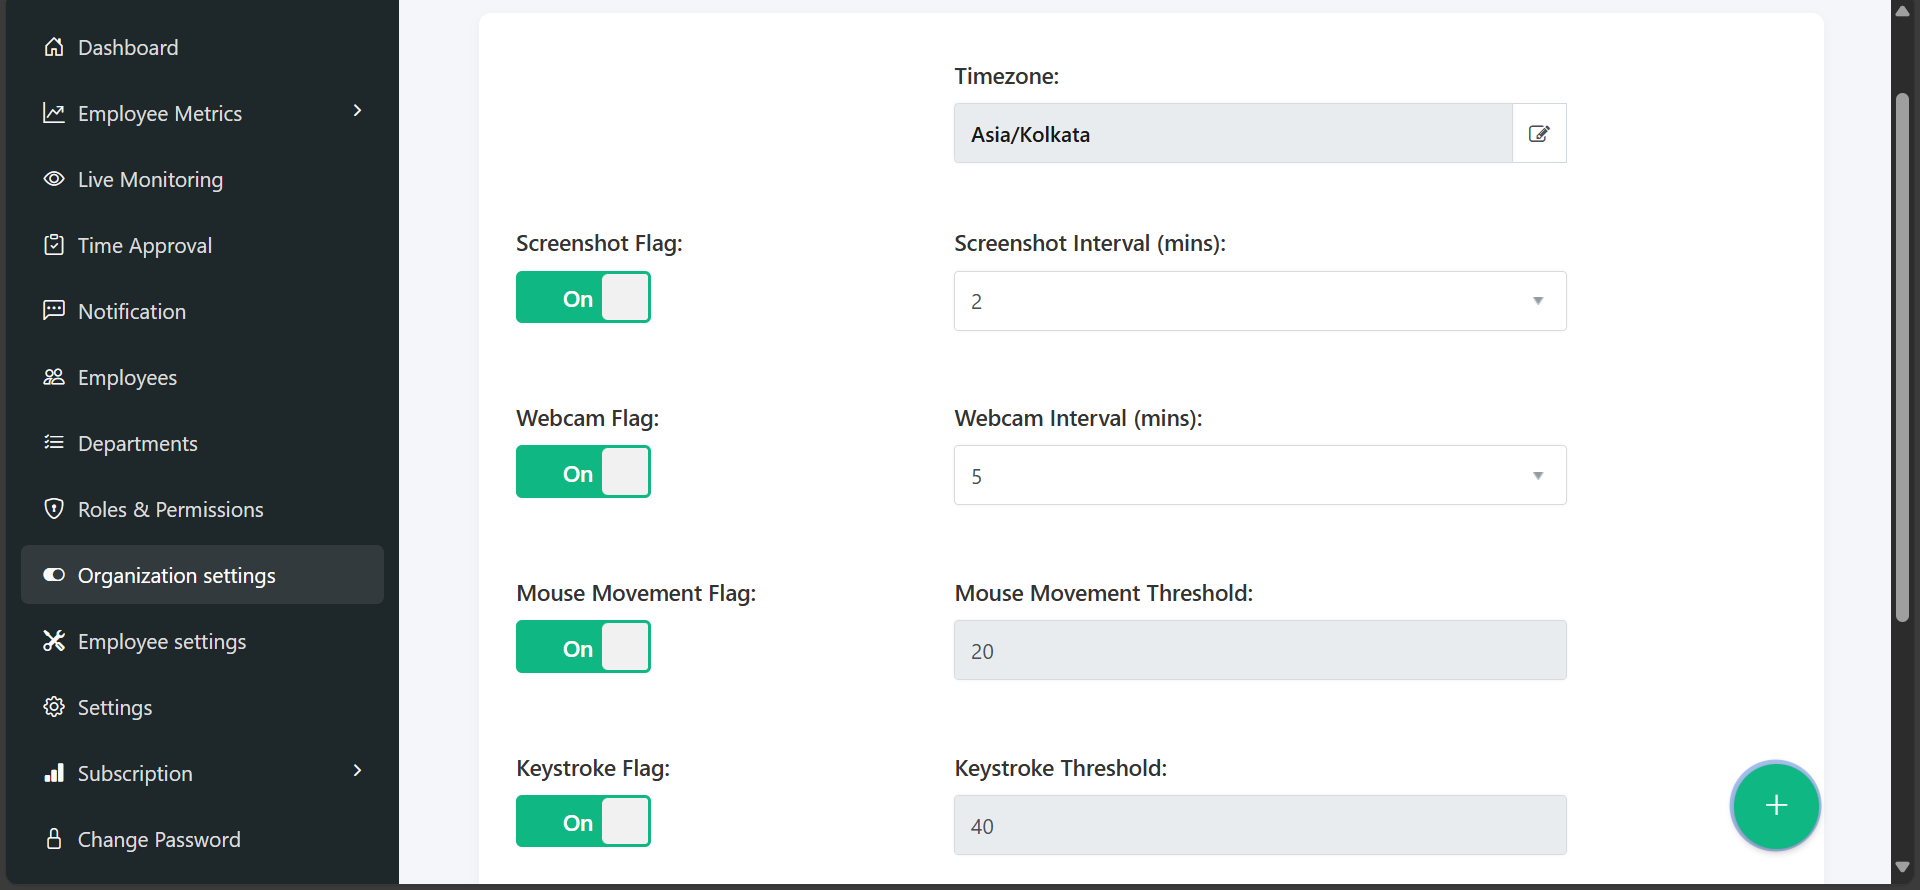 Dashboard
Employee Metrics
Live Monitoring
Time Approval
Notification
Employees
Departments
Roles & Permissions
Organization settings
Employee settings
Settings
Subscription
Change Password
Timezone:
Asia/Kolkata
Screenshot Flag:
On
Screenshot Interval (mins):
2
Webcam Flag:
On
Webcam Interval (mins):
5
Mouse Movement Flag:
On
Mouse Movement Threshold:
20
Keystroke Flag:
On
Keystroke Threshold:
40